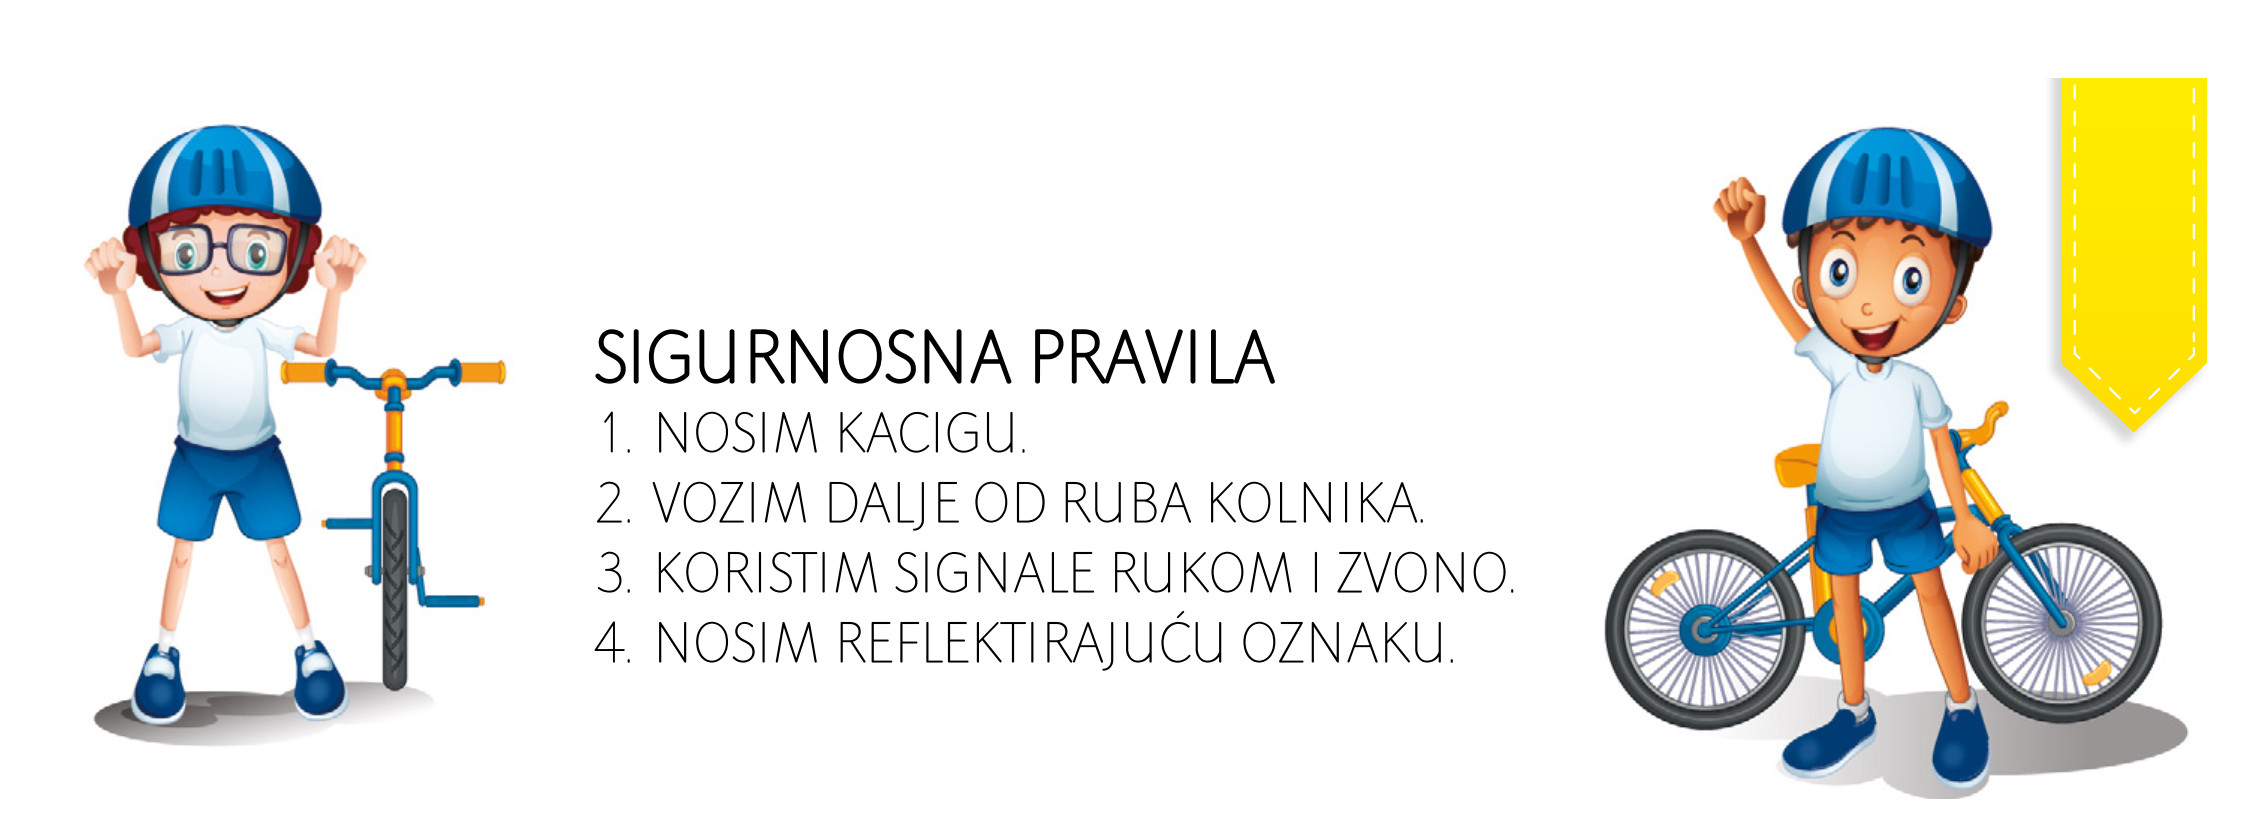 SIGURNOSNA PRAVILA
1. NOSIM KACIGU.
2. VOZIM DALJE OD RUBA KOLNIKA.
3. KORISTIM SIGNALE RUKOM I ZVONO.
4. NOSIM REFLEKTIRAJUĆU OZNAKU.